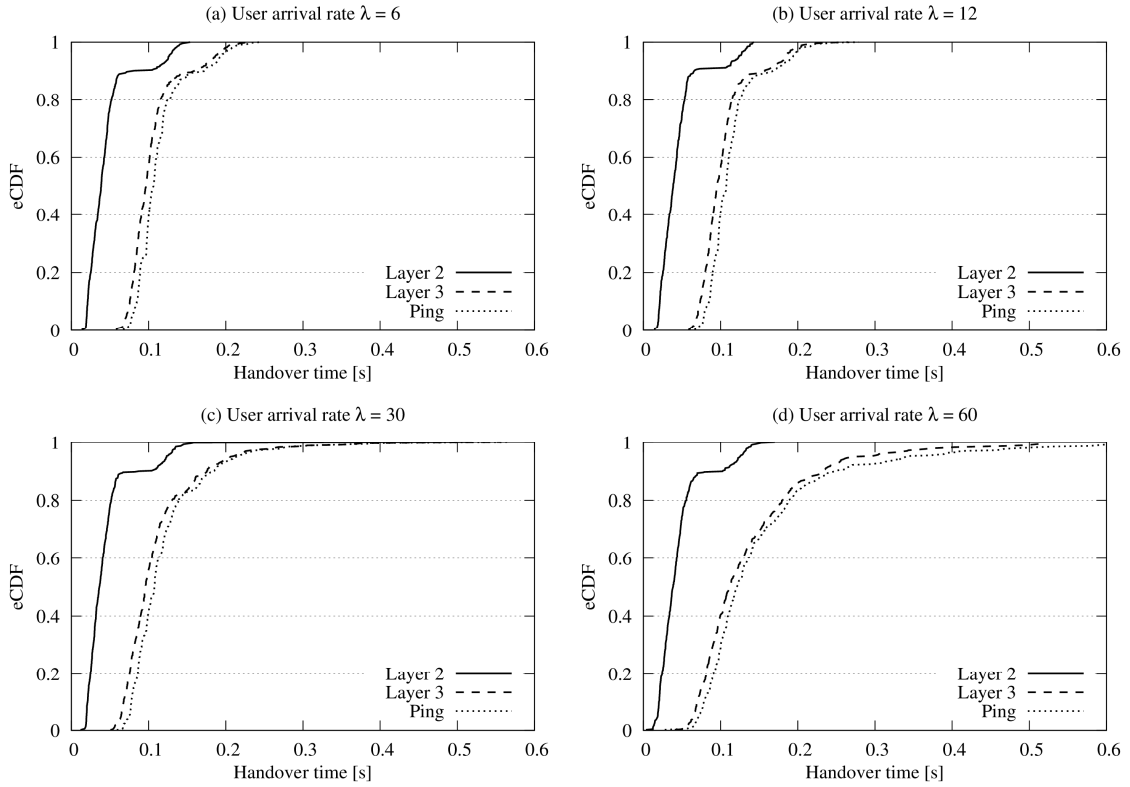 (a) User arrival rate λ = 6
eCDF
1
0.8
0.6
0.4
0.2
0
Layer 2
Layer 3
Ping
0 0.1 0.2 0.3 0.4 0.5 0.6
Handover time [s]
(b) User arrival rate λ = 12
eCDF
1
0.8
0.6
0.4
0.2
0
Layer 2
Layer 3
Ping
0 0.1 0.2 0.3 0.4 0.5 0.6
Handover time [s]
(c) User arrival rate λ = 30
eCDF
1
0.8
0.6
0.4
0.2
0
Layer 2
Layer 3
Ping
0 0.1 0.2 0.3 0.4 0.5 0.6
Handover time [s]
(d) User arrival rate λ = 60
eCDF
1
0.8
0.6
0.4
0.2
0
Layer 2
Layer 3
Ping
0 0.1 0.2 0.3 0.4 0.5 0.6
Handover time [s]